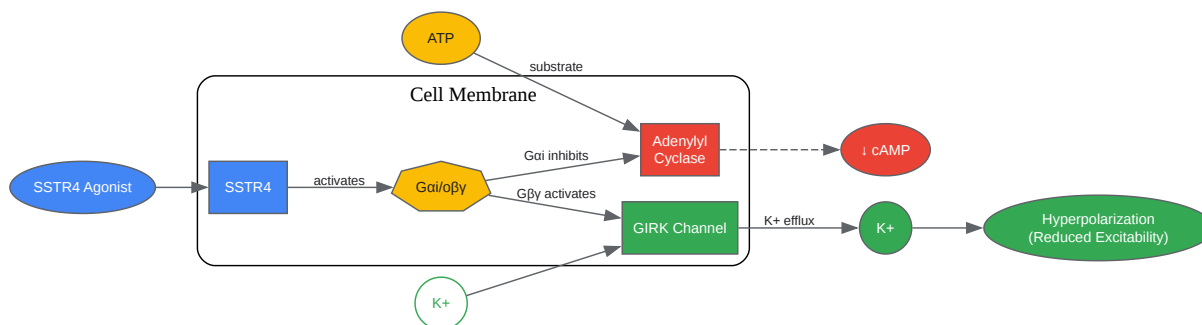 ATP
substrate
Cell Membrane
Adenylyl
Cyclase
↓ cAMP
Gαi inhibits
SSTR4 Agonist
SSTR4
activates
Gαi/oβγ
Gβγ activates
GIRK Channel
K+ efflux
K+
Hyperpolarization
(Reduced Excitability)
K+